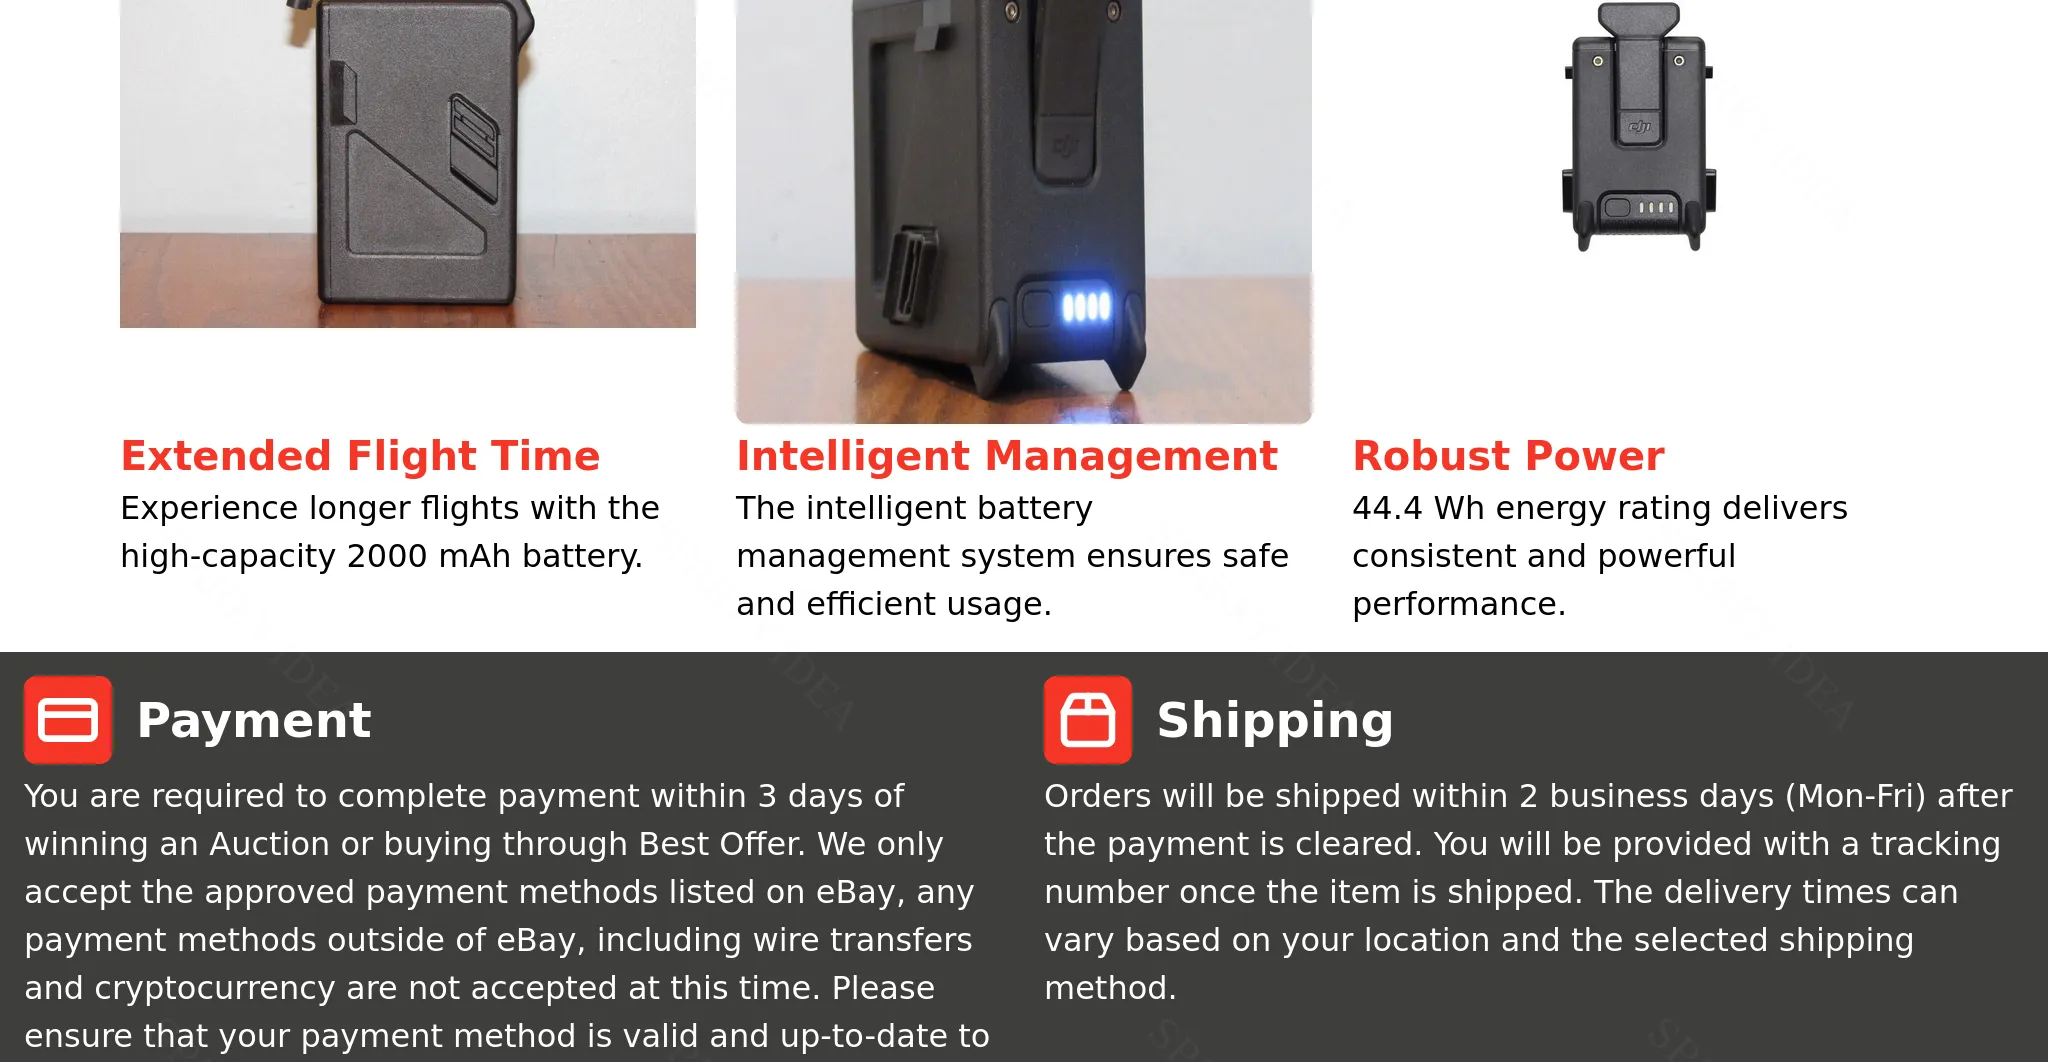 dji
dji
Extended Flight Time
Experience longer flights with the
high-capacity 2000 mAh battery.
Intelligent Management
The intelligent battery
management system ensures safe
and efficient usage.
Robust Power
44.4 Wh energy rating delivers
consistent and powerful
performance.
Payment
You are required to complete payment within 3 days of
winning an Auction or buying through Best Offer. We only
accept the approved payment methods listed on eBay, any
payment methods outside of eBay, including wire transfers
and cryptocurrency are not accepted at this time. Please
ensure that your payment method is valid and up-to-date to
Shipping
Orders will be shipped within 2 business days (Mon-Fri) after
the payment is cleared. You will be provided with a tracking
number once the item is shipped. The delivery times can
vary based on your location and the selected shipping
method.